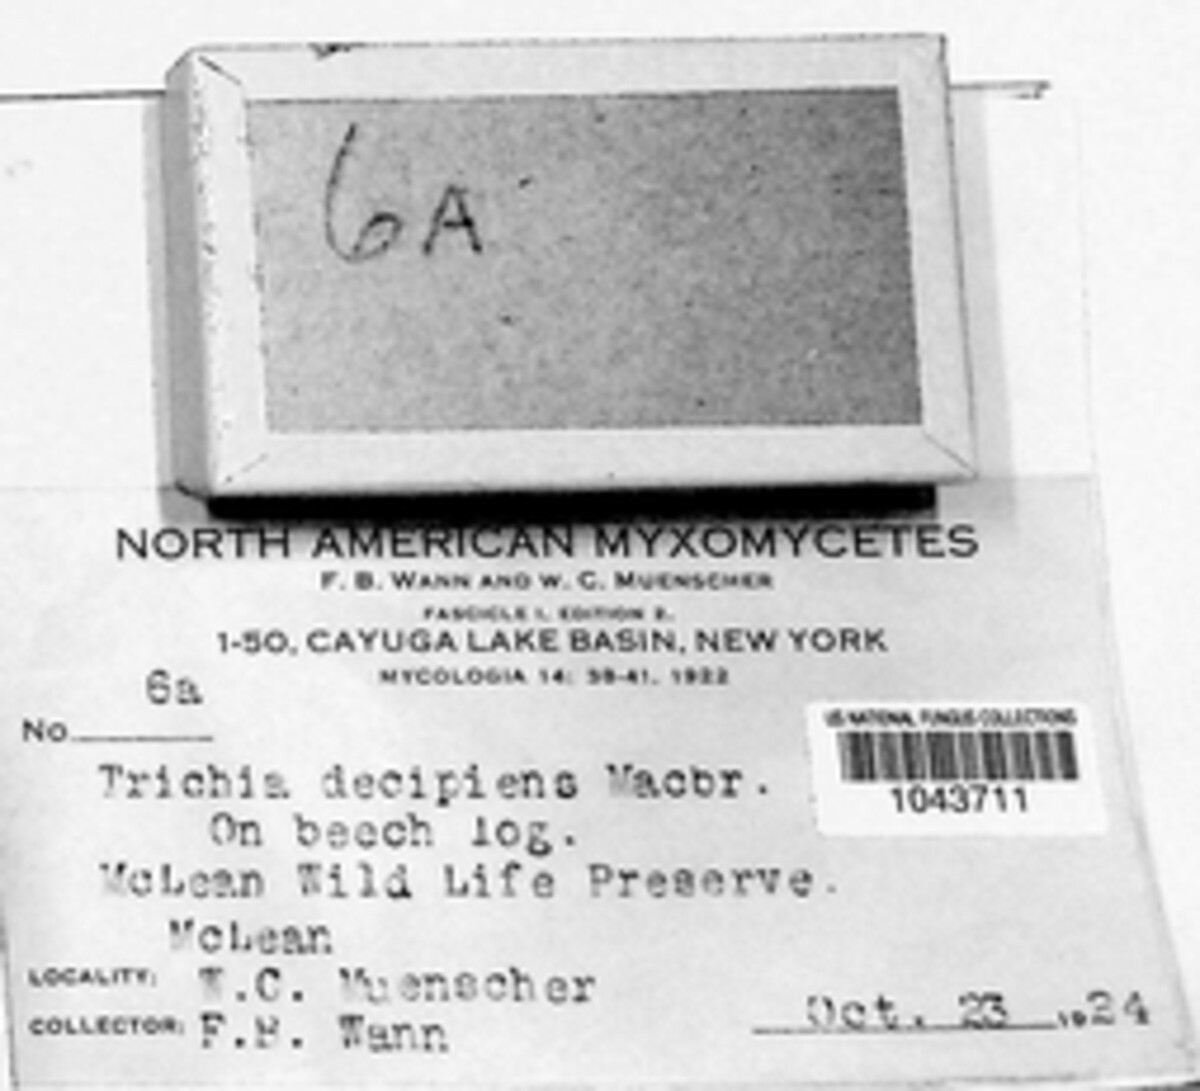 6A
NORTH AMERICAN MYXOMYCETES
F. B. WANN AND W. C. MUENSCHER
FASCICLE 1, EDITION 2.
1-50, CAYUGA LAKE BASIN, NEW YORK
MYCOLOGIA 14: 38-41, 1922
No. 6a
US NATIONAL FUNGUS COLLECTIONS
1043711
Trichia decipiens Macbr.
On beech log.
McLean Wild Life Preserve.
McLean
LOCALITY: W.C. Muenscher
COLLECTOR: F.B. Wann
Oct. 23 1924